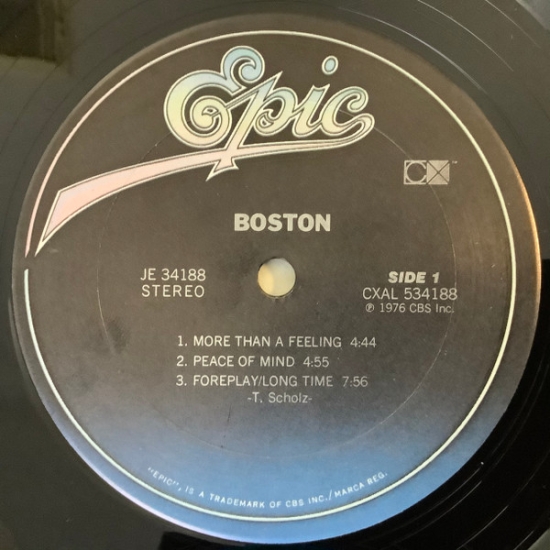 Epic
CX™
BOSTON
JE 34188
STEREO
SIDE 1
CXAL 534188
℗ 1976 CBS Inc.
1. MORE THAN A FEELING 4:44
2. PEACE OF MIND 4:55
3. FOREPLAY/LONG TIME 7:56
-T. Scholz-
"EPIC", IS A TRADEMARK OF CBS INC./MARCA REG.